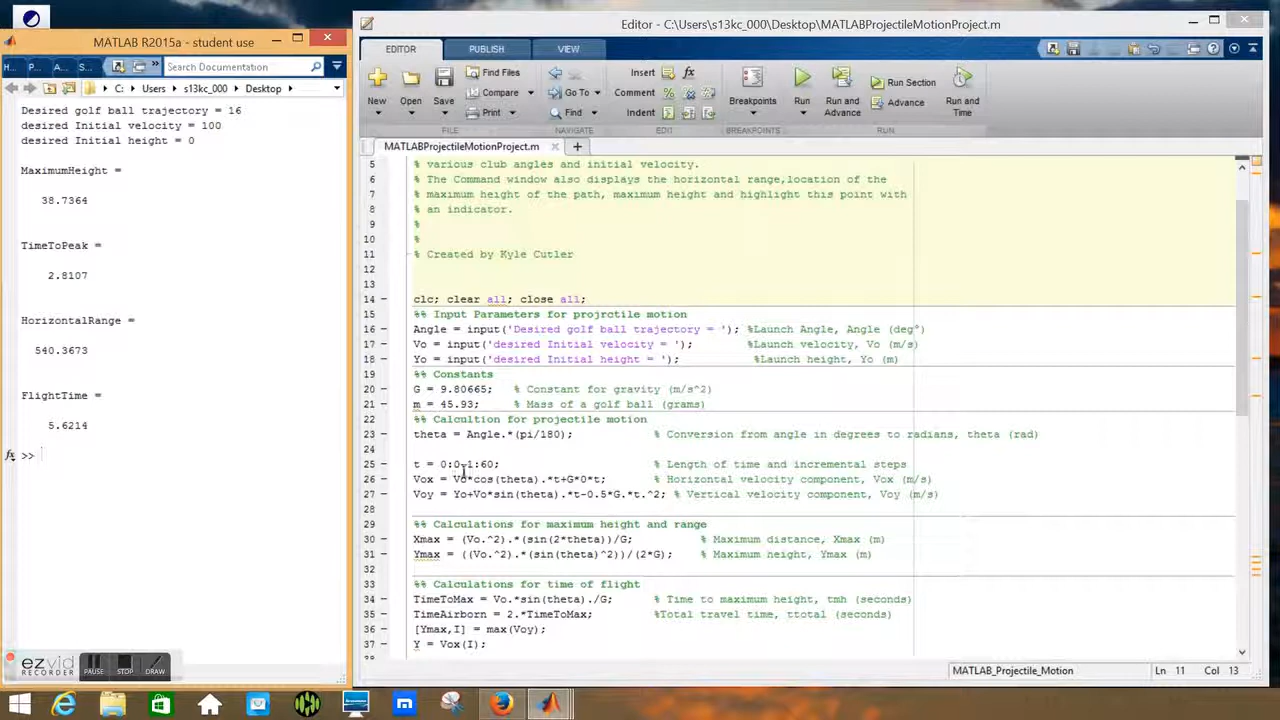 MATLAB R2015a - student use
H... P... A... S... Search Documentation
C: Users s13kc_000 Desktop
Desired golf ball trajectory = 16
desired Initial velocity = 100
desired Initial height = 0
MaximumHeight =
38.7364
TimeToPeak =
2.8107
HorizontalRange =
540.3673
FlightTime =
5.6214
fx >>
ezvid
RECORDER
PAUSE STOP DRAW
Editor - C:\Users\s13kc_000\Desktop\MATLABProjectileMotionProject.m
EDITOR PUBLISH VIEW
New Open Save Find Files Compare Print Go To Find Insert fx Comment Indent Breakpoints Run Run and Advance Run Section Advance Run and Time
FILE NAVIGATE EDIT BREAKPOINTS RUN
MATLABProjectileMotionProject.m
5 % various club angles and initial velocity.
6 % The Command window also displays the horizontal range,location of the
7 % maximum height of the path, maximum height and highlight this point with
8 % an indicator.
9 %
10 %
11 % Created by Kyle Cutler
12
13
14 clc; clear all; close all;
15 %% Input Parameters for projrctile motion
16 Angle = input('Desired golf ball trajectory = '); %Launch Angle, Angle (deg°)
17 Vo = input('desired Initial velocity = '); %Launch velocity, Vo (m/s)
18 Yo = input('desired Initial height = '); %Launch height, Yo (m)
19 %% Constants
20 G = 9.80665; % Constant for gravity (m/s^2)
21 m = 45.93; % Mass of a golf ball (grams)
22 %% Calcultion for projectile motion
23 theta = Angle.*(pi/180); % Conversion from angle in degrees to radians, theta (rad)
24
25 t = 0:0.1:60; % Length of time and incremental steps
26 Vox = Vo*cos(theta).*t+G*0*t; % Horizontal velocity component, Vox (m/s)
27 Voy = Yo+Vo*sin(theta).*t-0.5*G.*t.^2; % Vertical velocity component, Voy (m/s)
28
29 %% Calculations for maximum height and range
30 Xmax = (Vo.^2).*(sin(2*theta))/G; % Maximum distance, Xmax (m)
31 Ymax = ((Vo.^2).*(sin(theta)^2))/(2*G); % Maximum height, Ymax (m)
32
33 %% Calculations for time of flight
34 TimeToMax = Vo.*sin(theta)./G; % Time to maximum height, tmh (seconds)
35 TimeAirborn = 2.*TimeToMax; %Total travel time, ttotal (seconds)
36 [Ymax,I] = max(Voy);
37 Y = Vox(I);
MATLAB_Projectile_Motion Ln 11 Col 13